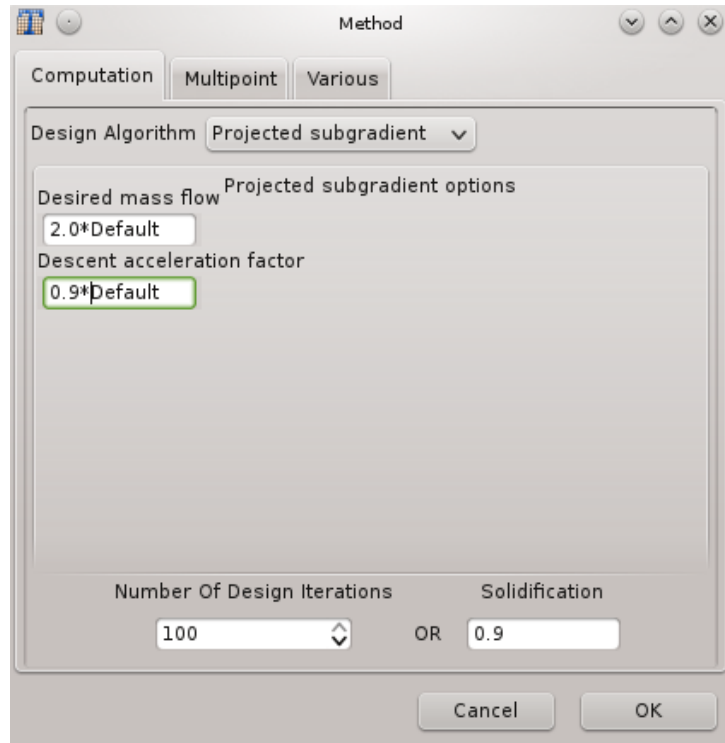 Method
Computation Multipoint Various
Design Algorithm Projected subgradient
Projected subgradient options
Desired mass flow
2.0*Default
Descent acceleration factor
0.9*Default
Number Of Design Iterations Solidification
100 OR 0.9
Cancel OK